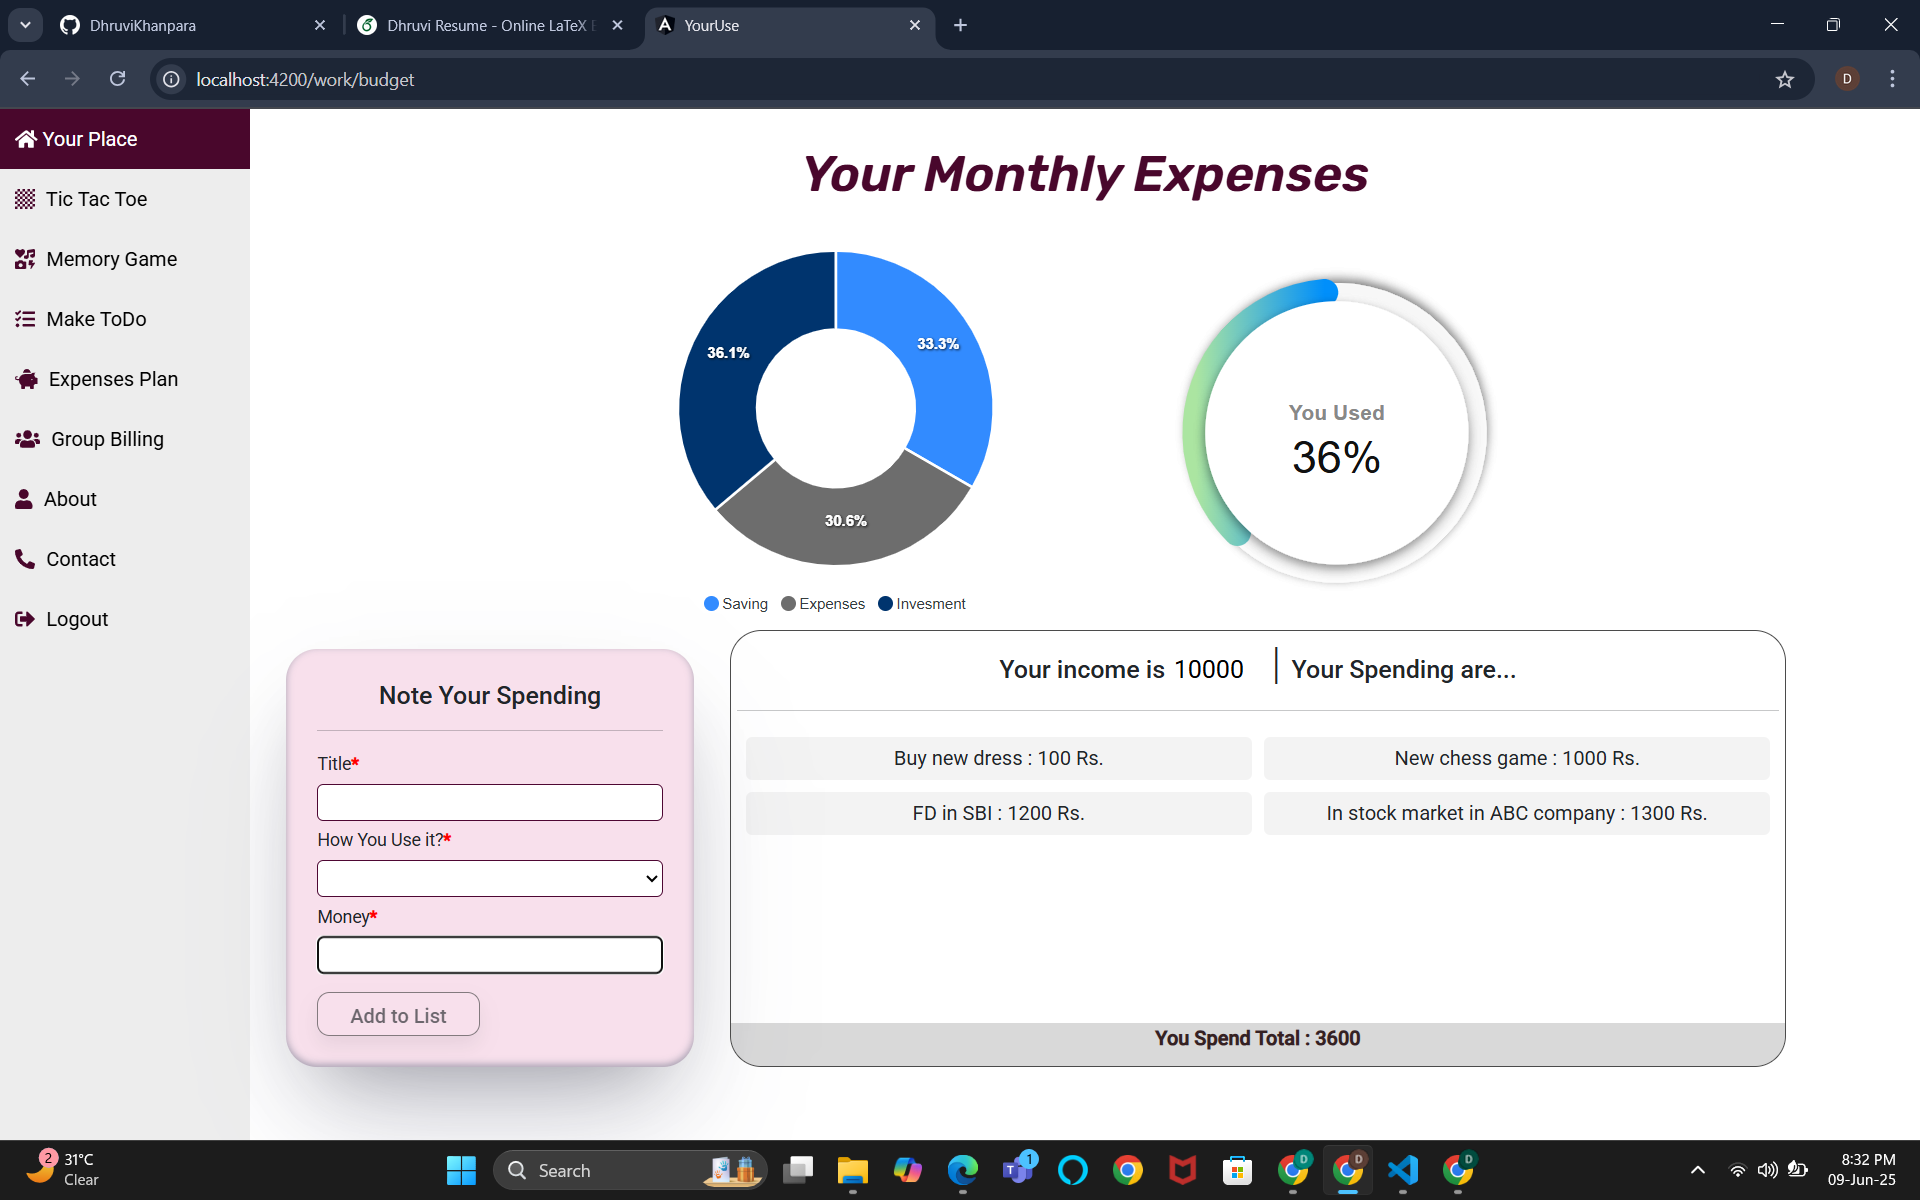 DhruviKhanpara
Dhruvi Resume - Online LaTeX E
YourUse
localhost:4200/work/budget
D
Your Place
Tic Tac Toe
Memory Game
Make ToDo
Expenses Plan
Group Billing
About
Contact
Logout
Your Monthly Expenses
36.1%
33.3%
30.6%
Saving
Expenses
Invesment
You Used
36%
Note Your Spending
Title*
How You Use it?*
Money*
Add to List
Your income is 10000
Your Spending are...
Buy new dress : 100 Rs.
New chess game : 1000 Rs.
FD in SBI : 1200 Rs.
In stock market in ABC company : 1300 Rs.
You Spend Total : 3600
2
31°C
Clear
Search
1
D
D
D
8:32 PM
09-Jun-25